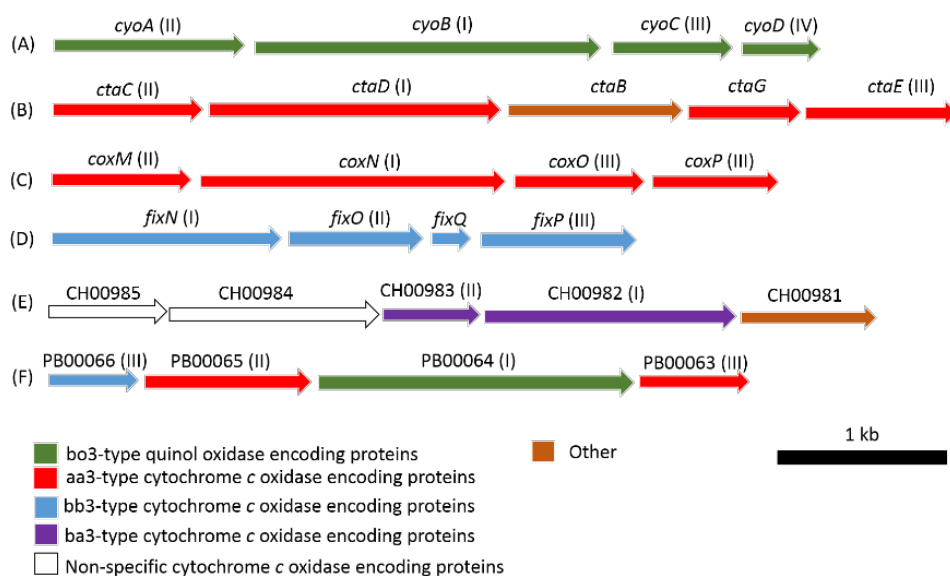 cyoA (II) cyoB (I) cyoC (III) cyoD (IV)
(A)
ctaC (II) ctaD (I) ctaB ctaG ctaE (III)
(B)
coxM (II) coxN (I) coxO (III) coxP (III)
(C)
fixN (I) fixO (II) fixQ fixP (III)
(D)
CH00985 CH00984 CH00983 (II) CH00982 (I) CH00981
(E)
PB00066 (III) PB00065 (II) PB00064 (I) PB00063 (III)
(F)
bo3-type quinol oxidase encoding proteins
aa3-type cytochrome c oxidase encoding proteins
bb3-type cytochrome c oxidase encoding proteins
ba3-type cytochrome c oxidase encoding proteins
Non-specific cytochrome c oxidase encoding proteins
Other
1 kb